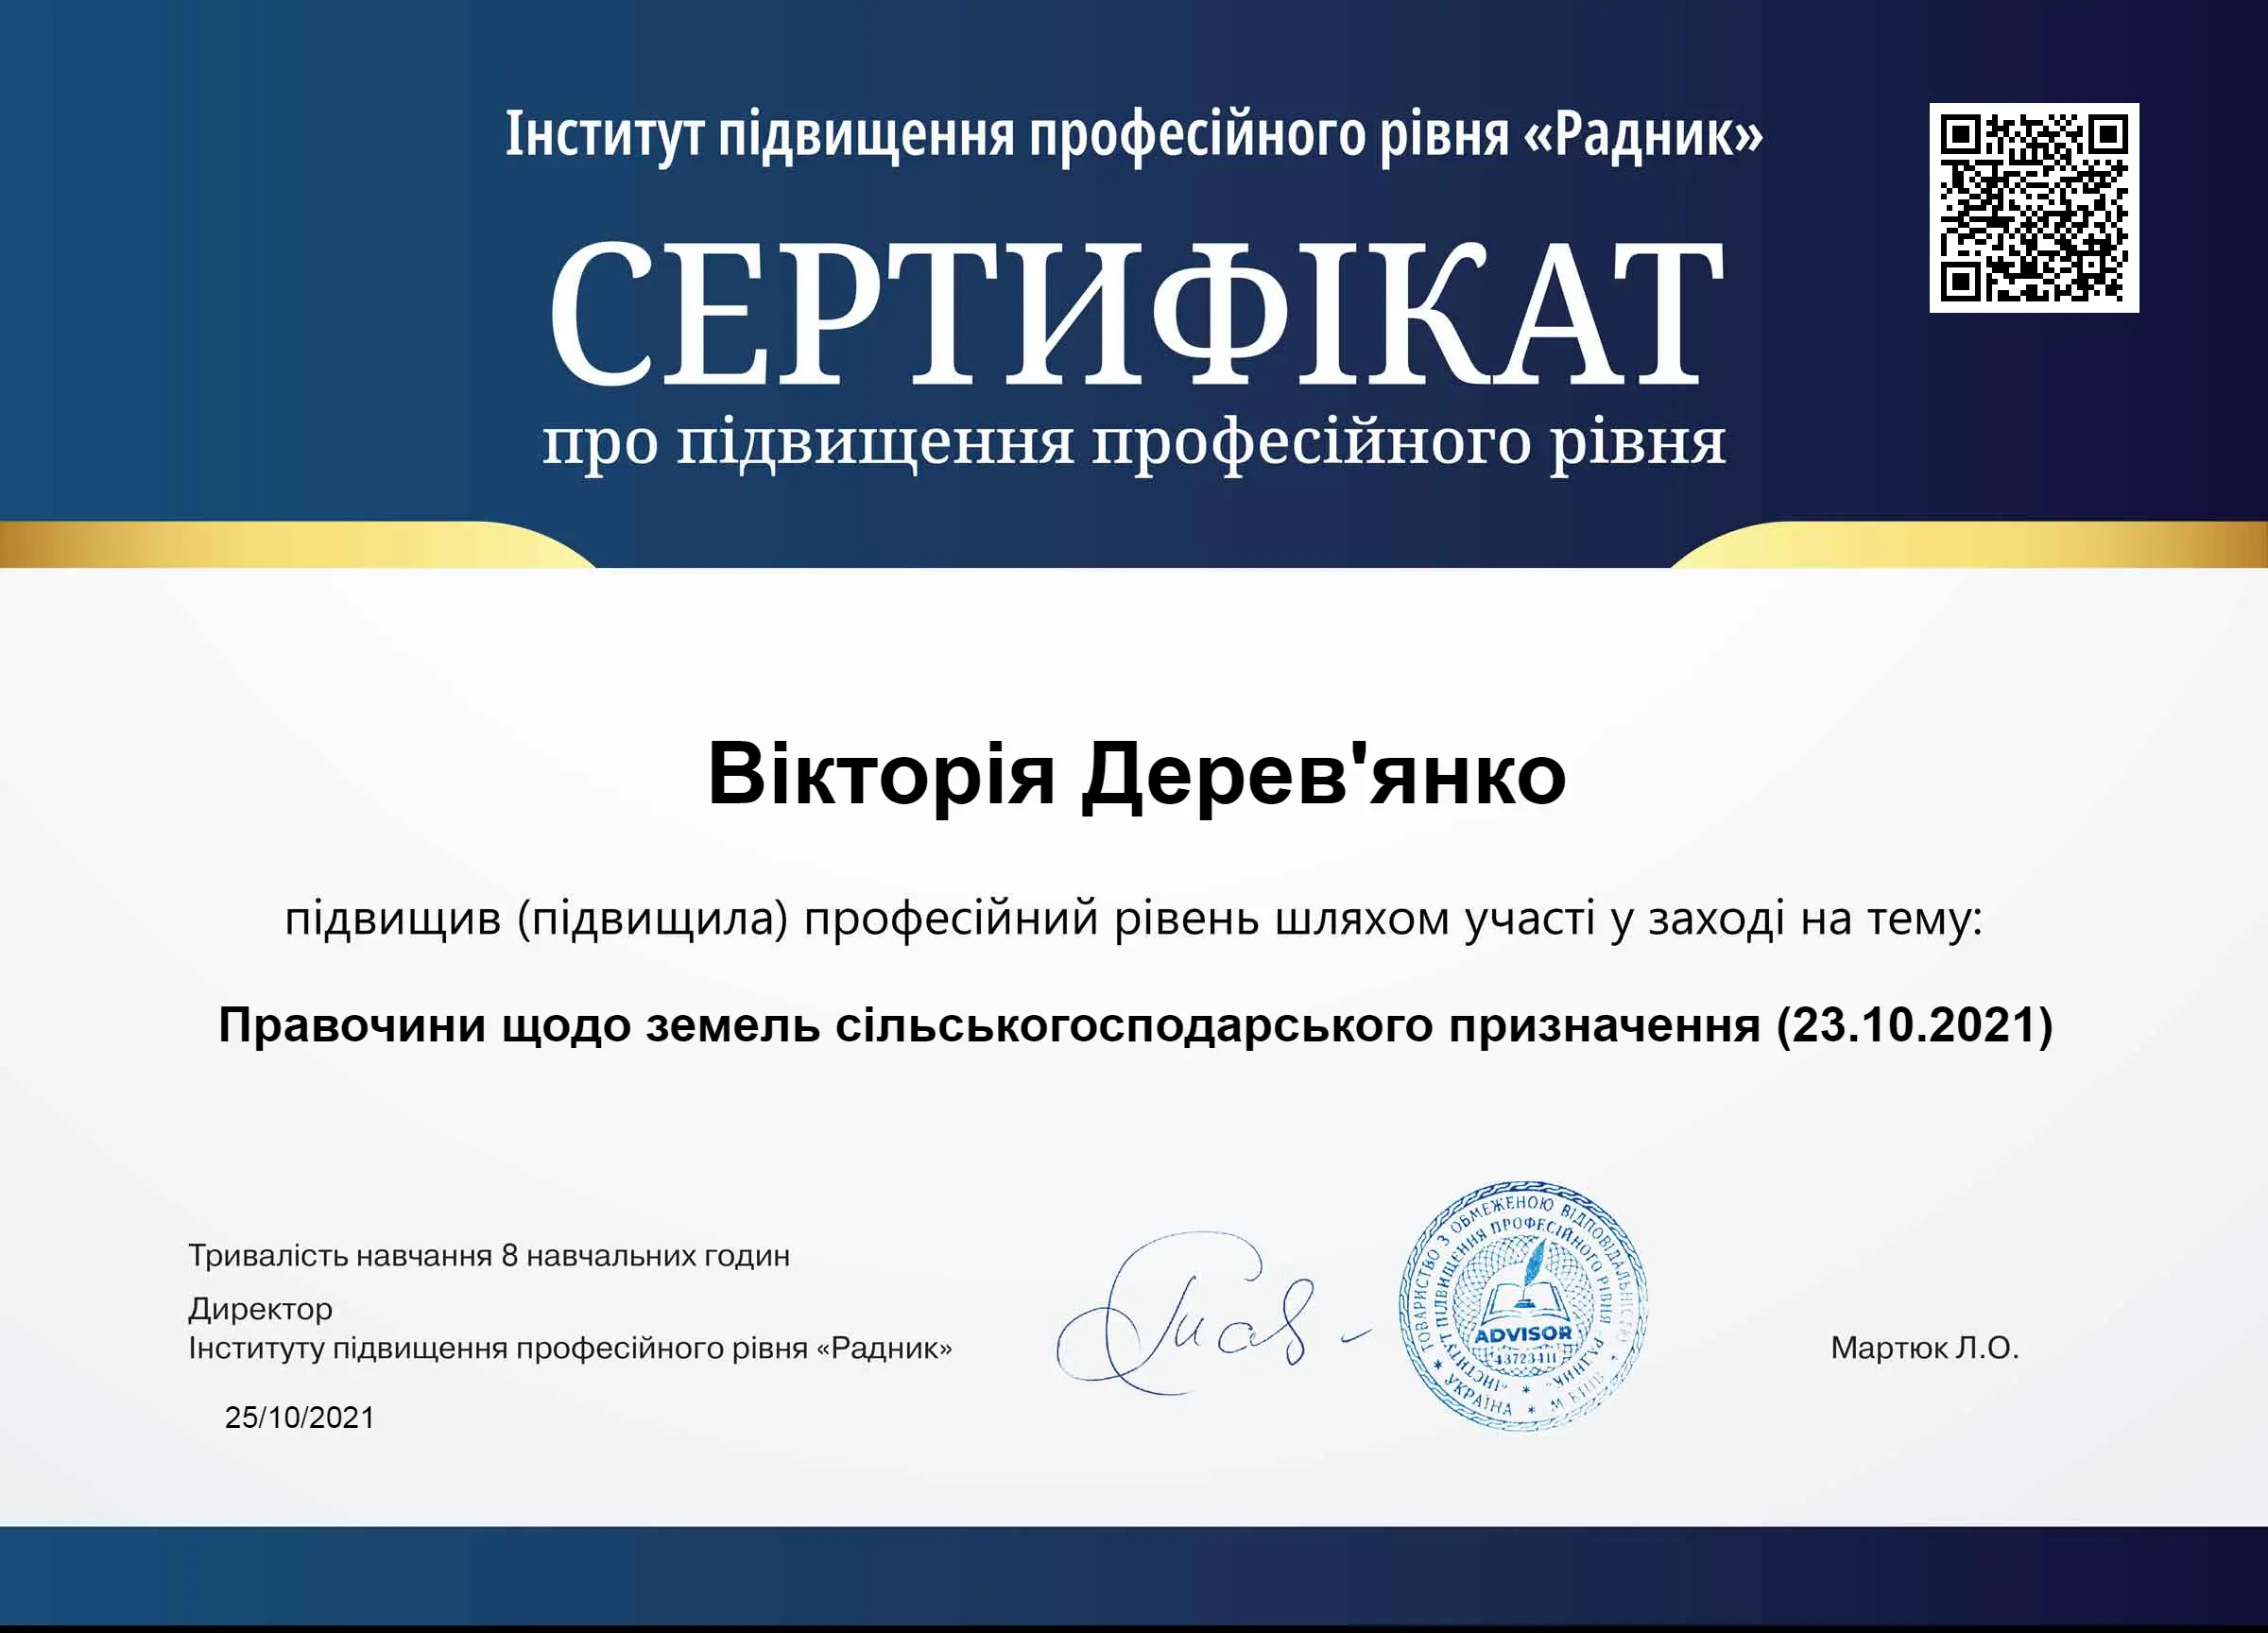 Інститут підвищення професійного рівня «Радник»
СЕРТИФІКАТ
про підвищення професійного рівня
Вікторія Дерев'янко
підвищив (підвищила) професійний рівень шляхом участі у заході на тему:
Правочини щодо земель сільськогосподарського призначення (23.10.2021)
Тривалість навчання 8 навчальних годин
Директор
Інституту підвищення професійного рівня «Радник»
25/10/2021
ТОВАРИСТВО З ОБМЕЖЕНОЮ ВІДПОВІДАЛЬНІСТЮ
"ІНСТИТУТ ПІДВИЩЕННЯ ПРОФЕСІЙНОГО РІВНЯ "РАДНИК"
ADVISOR
43723411
УКРАЇНА * М КИЇВ
Мартюк Л.О.